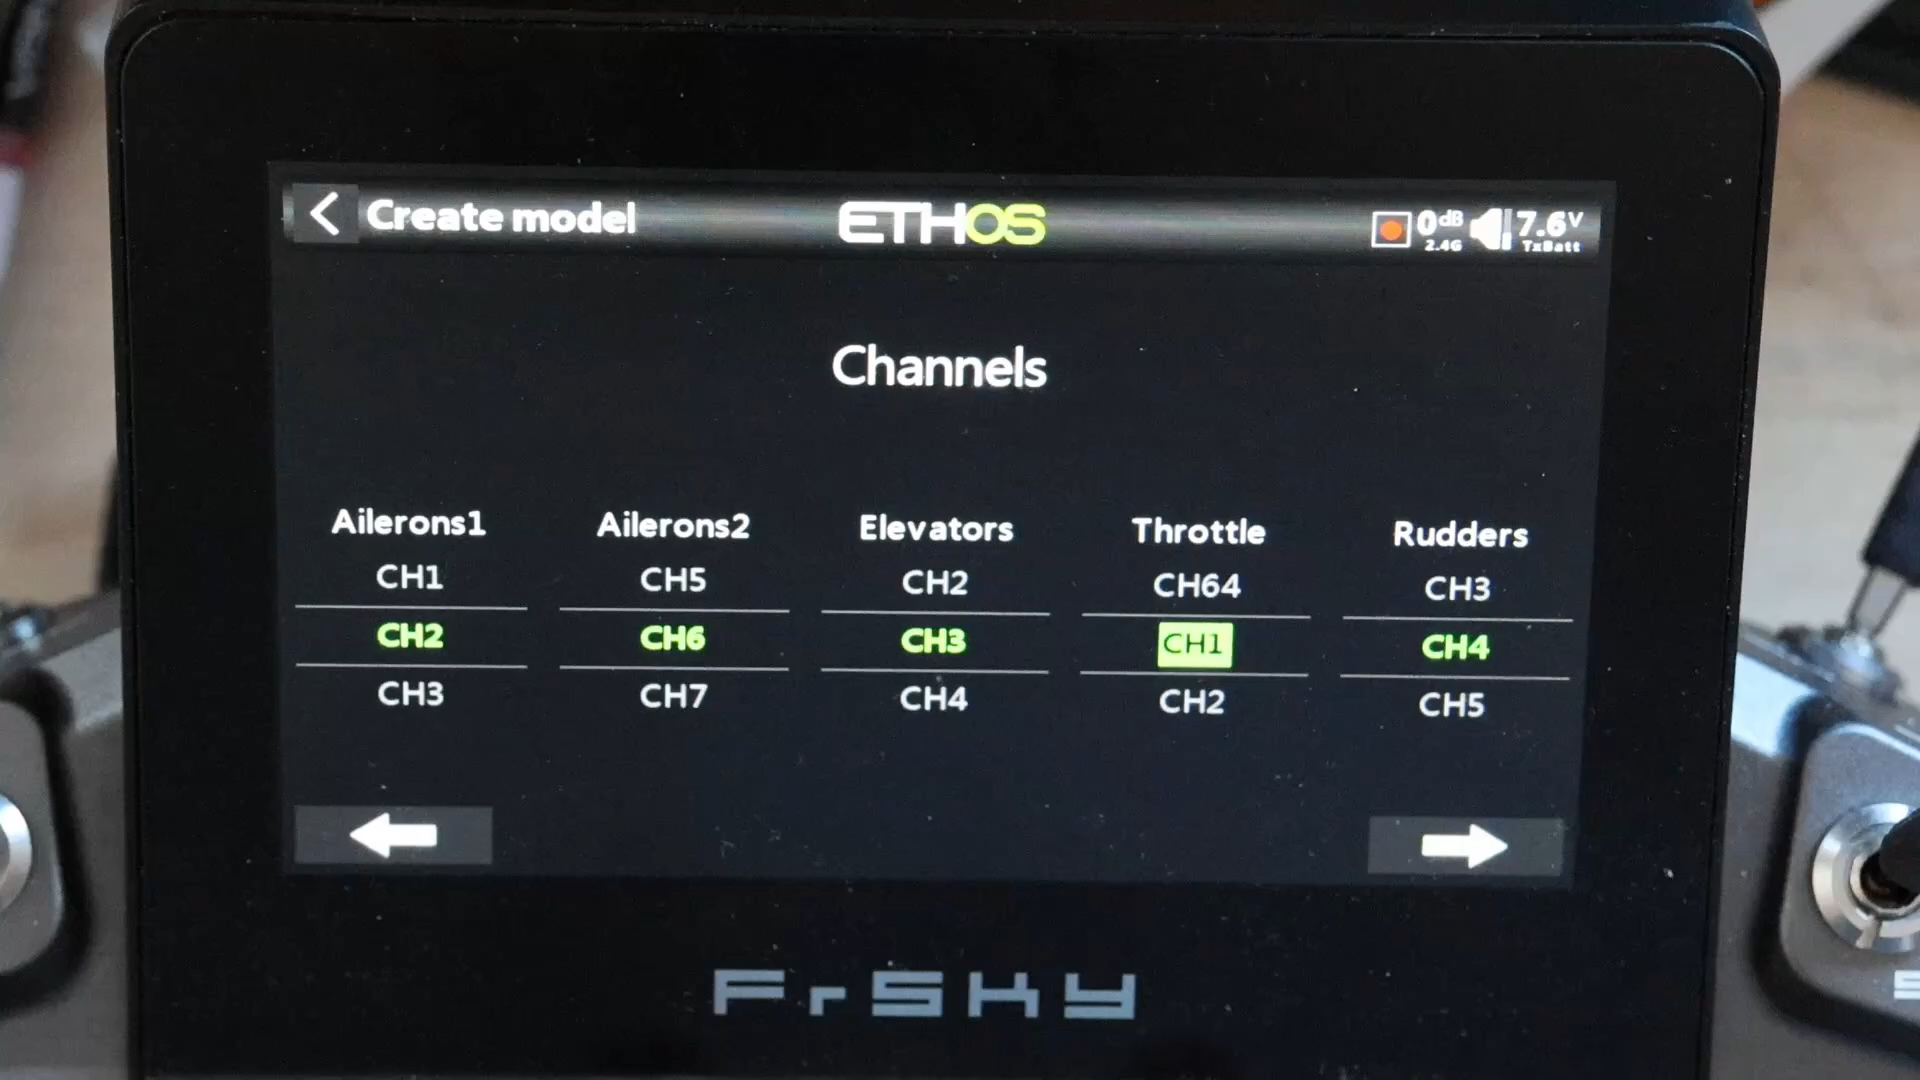 Create model
ETHOS
0dB
2.4G
7.6V
TxBatt
Channels
Ailerons1 Ailerons2 Elevators Throttle Rudders
CH1 CH5 CH2 CH64 CH3
CH2 CH6 CH3 CH1 CH4
CH3 CH7 CH4 CH2 CH5
FrSKY